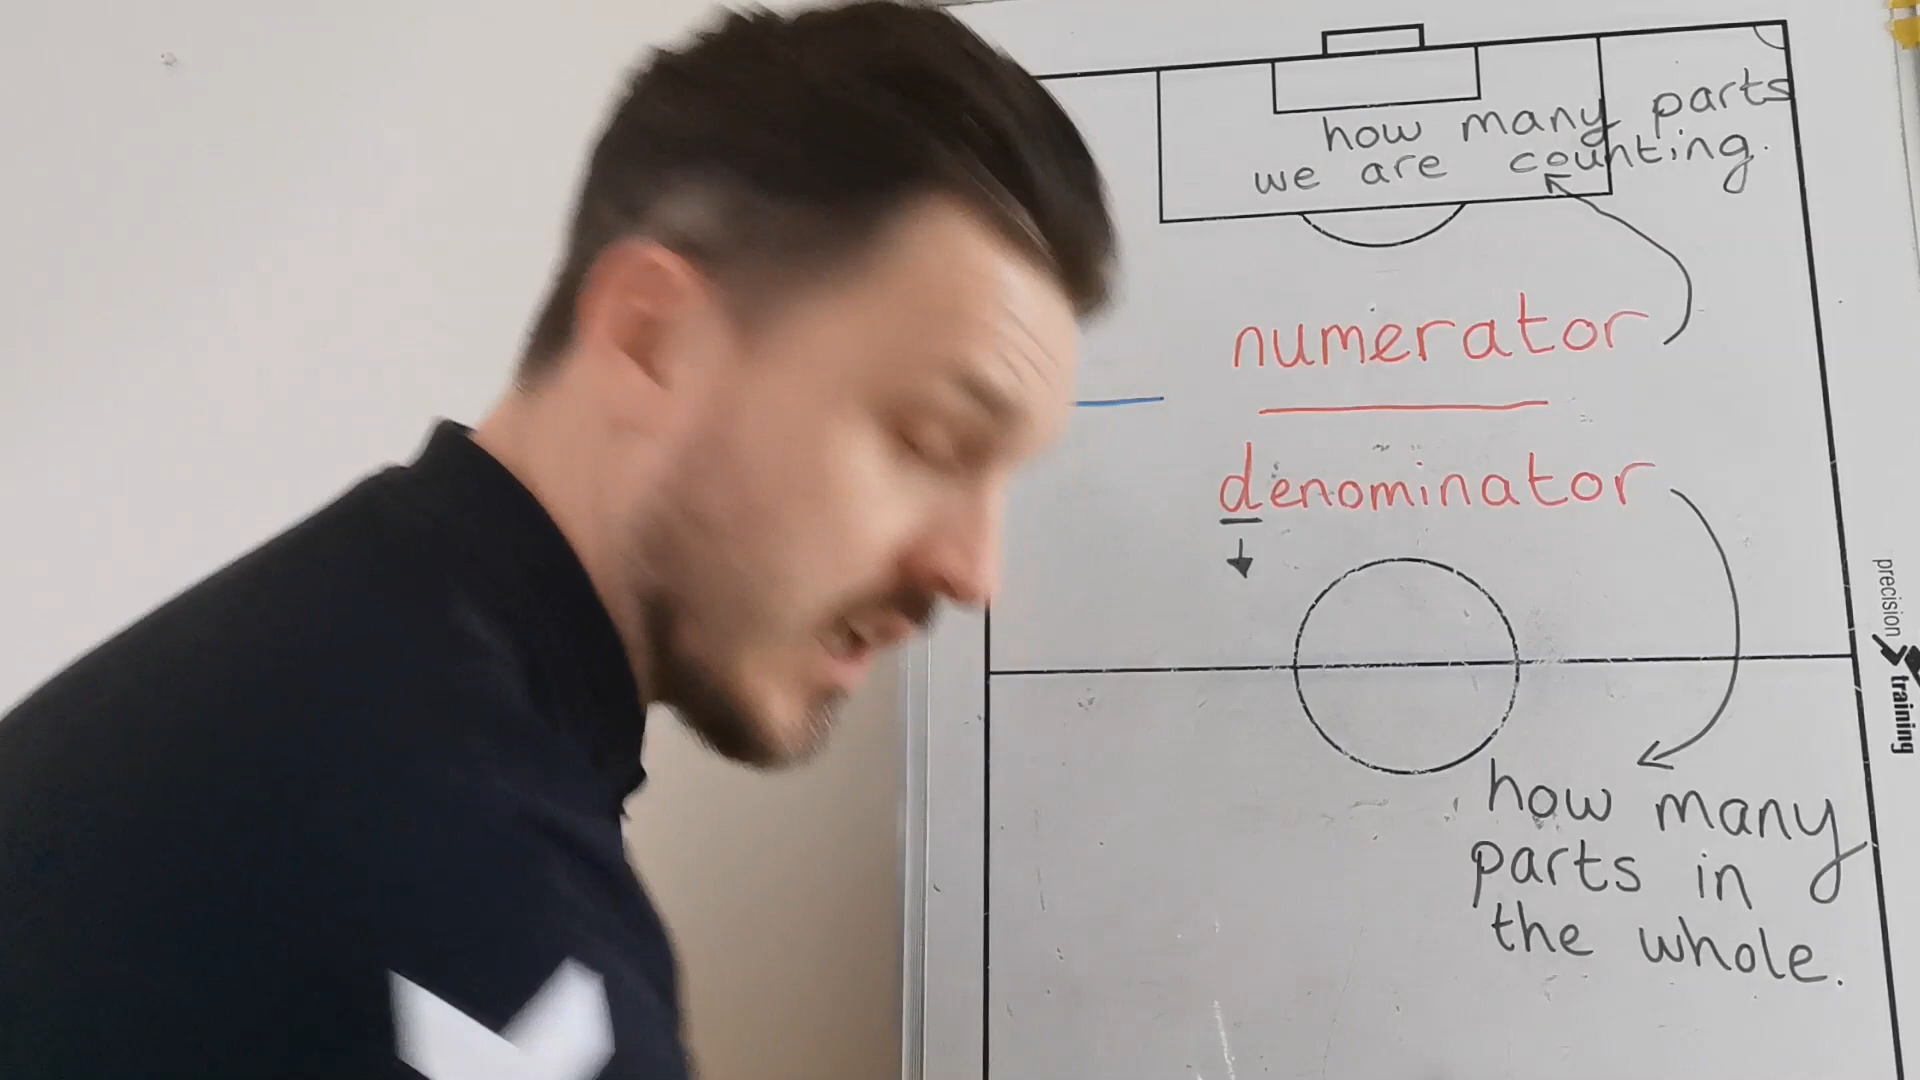 how many parts
we are counting.
numerator
denominator
how many
parts in
the whole.
precision
training